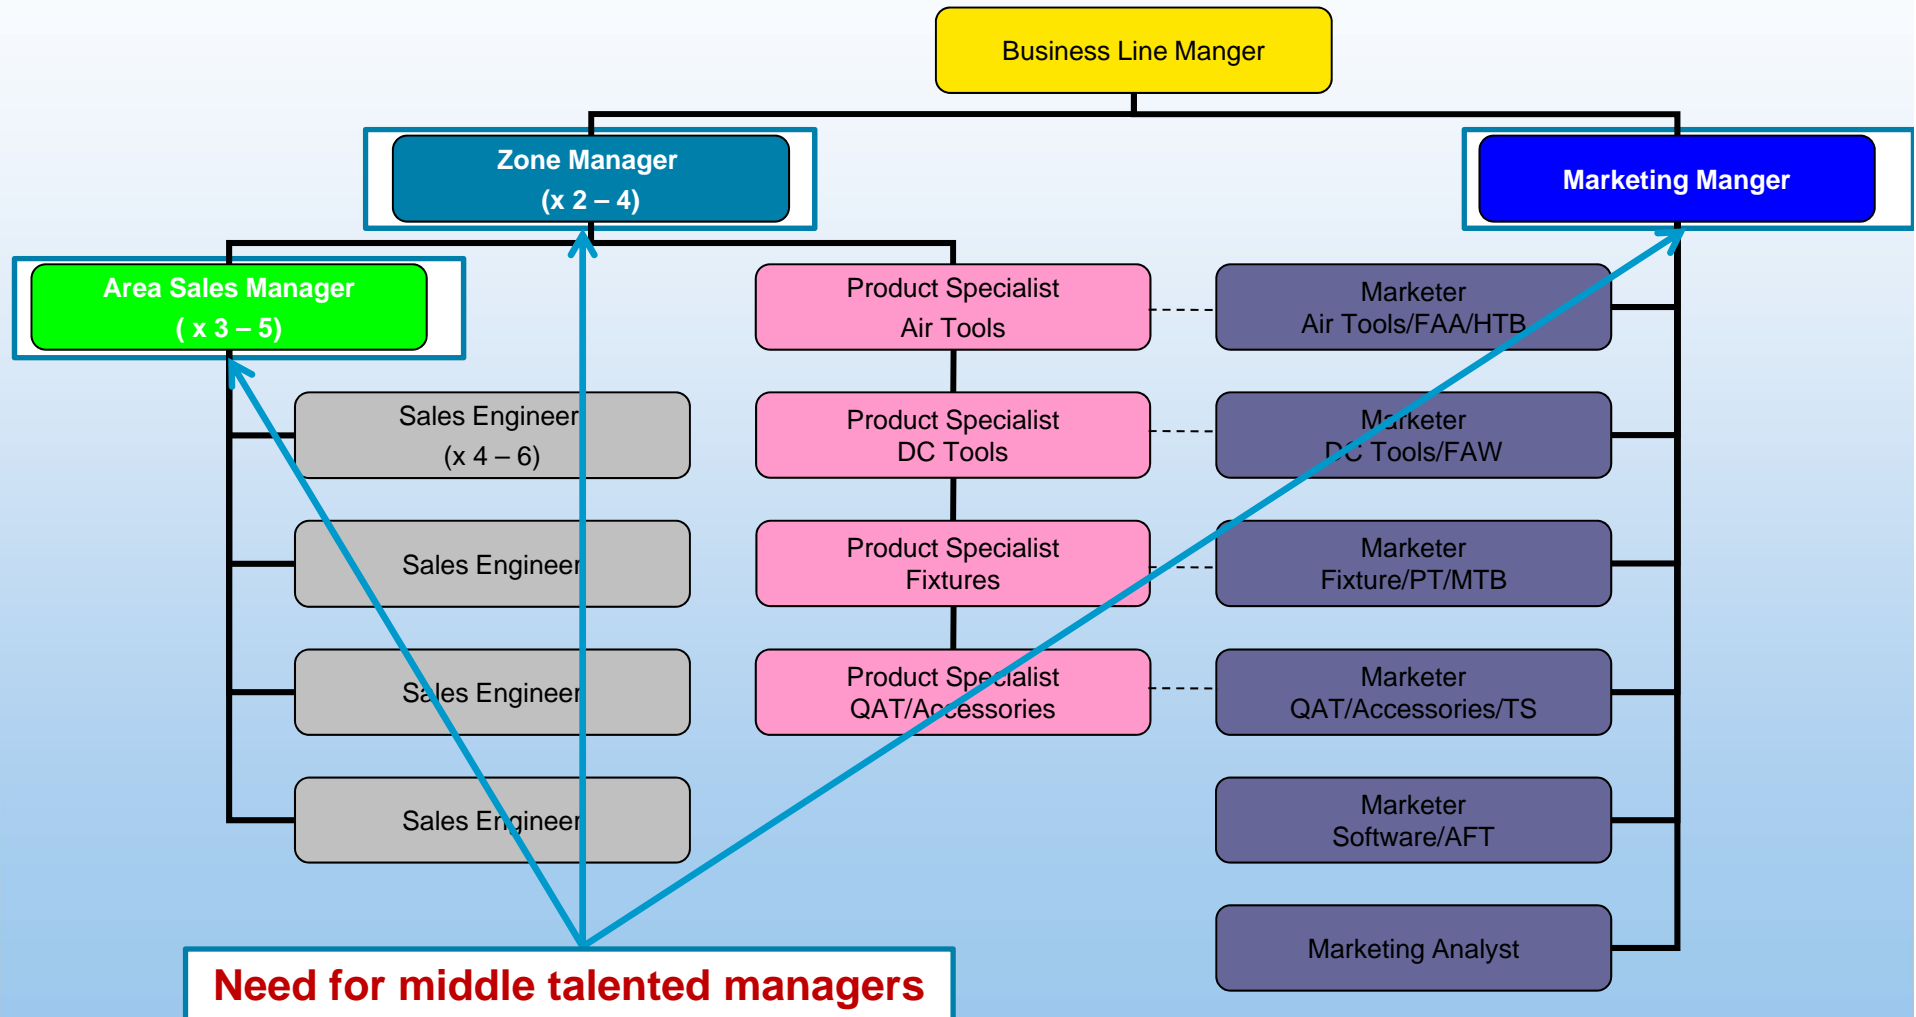 Business Line Manger
Zone Manager
(x 2 – 4)
Marketing Manger
Area Sales Manager
( x 3 – 5)
Product Specialist
Air Tools
Marketer
Air Tools/FAA/HTB
Sales Engineer
(x 4 – 6)
Product Specialist
DC Tools
Marketer
DC Tools/FAW
Sales Engineer
Product Specialist
Fixtures
Marketer
Fixture/PT/MTB
Sales Engineer
Product Specialist
QAT/Accessories
Marketer
QAT/Accessories/TS
Sales Engineer
Marketer
Software/AFT
Marketing Analyst
Need for middle talented managers